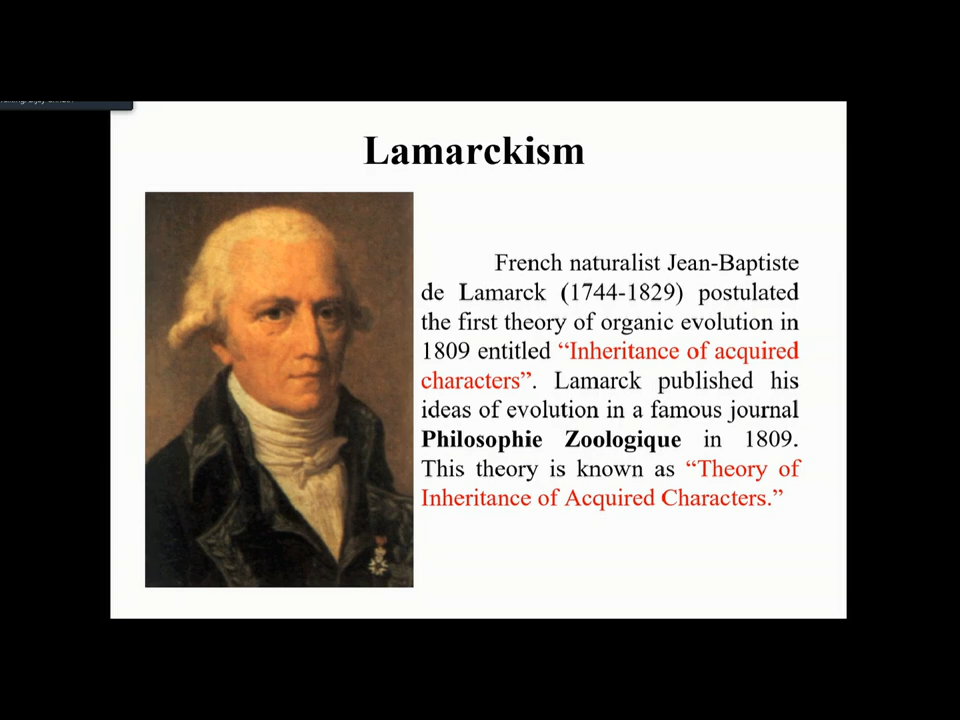 Lamarckism
French naturalist Jean-Baptiste
de Lamarck (1744-1829) postulated
the first theory of organic evolution in
1809 entitled “Inheritance of acquired
characters”. Lamarck published his
ideas of evolution in a famous journal
Philosophie Zoologique in 1809.
This theory is known as “Theory of
Inheritance of Acquired Characters.”